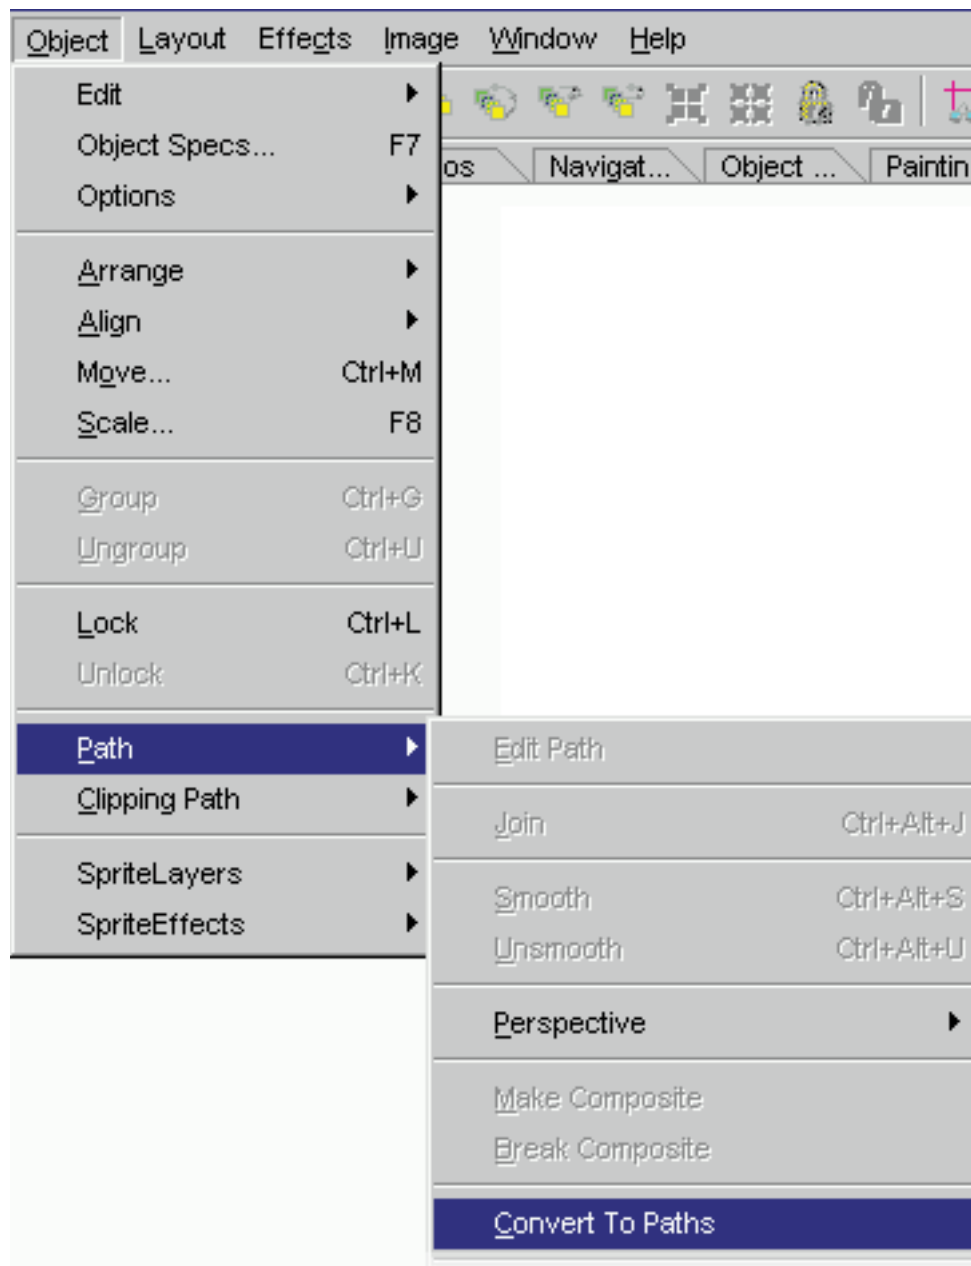 Object Layout Effects Image Window Help
Edit
Object Specs... F7
os Navigat... Object ... Paintin
Options
Arrange
Align
Move... Ctrl+M
Scale... F8
Group Ctrl+G
Ungroup Ctrl+U
Lock Ctrl+L
Unlock Ctrl+K
Path
Edit Path
Clipping Path
Join Ctrl+Alt+J
SpriteLayers
Smooth Ctrl+Alt+S
SpriteEffects
Unsmooth Ctrl+Alt+U
Perspective
Make Composite
Break Composite
Convert To Paths